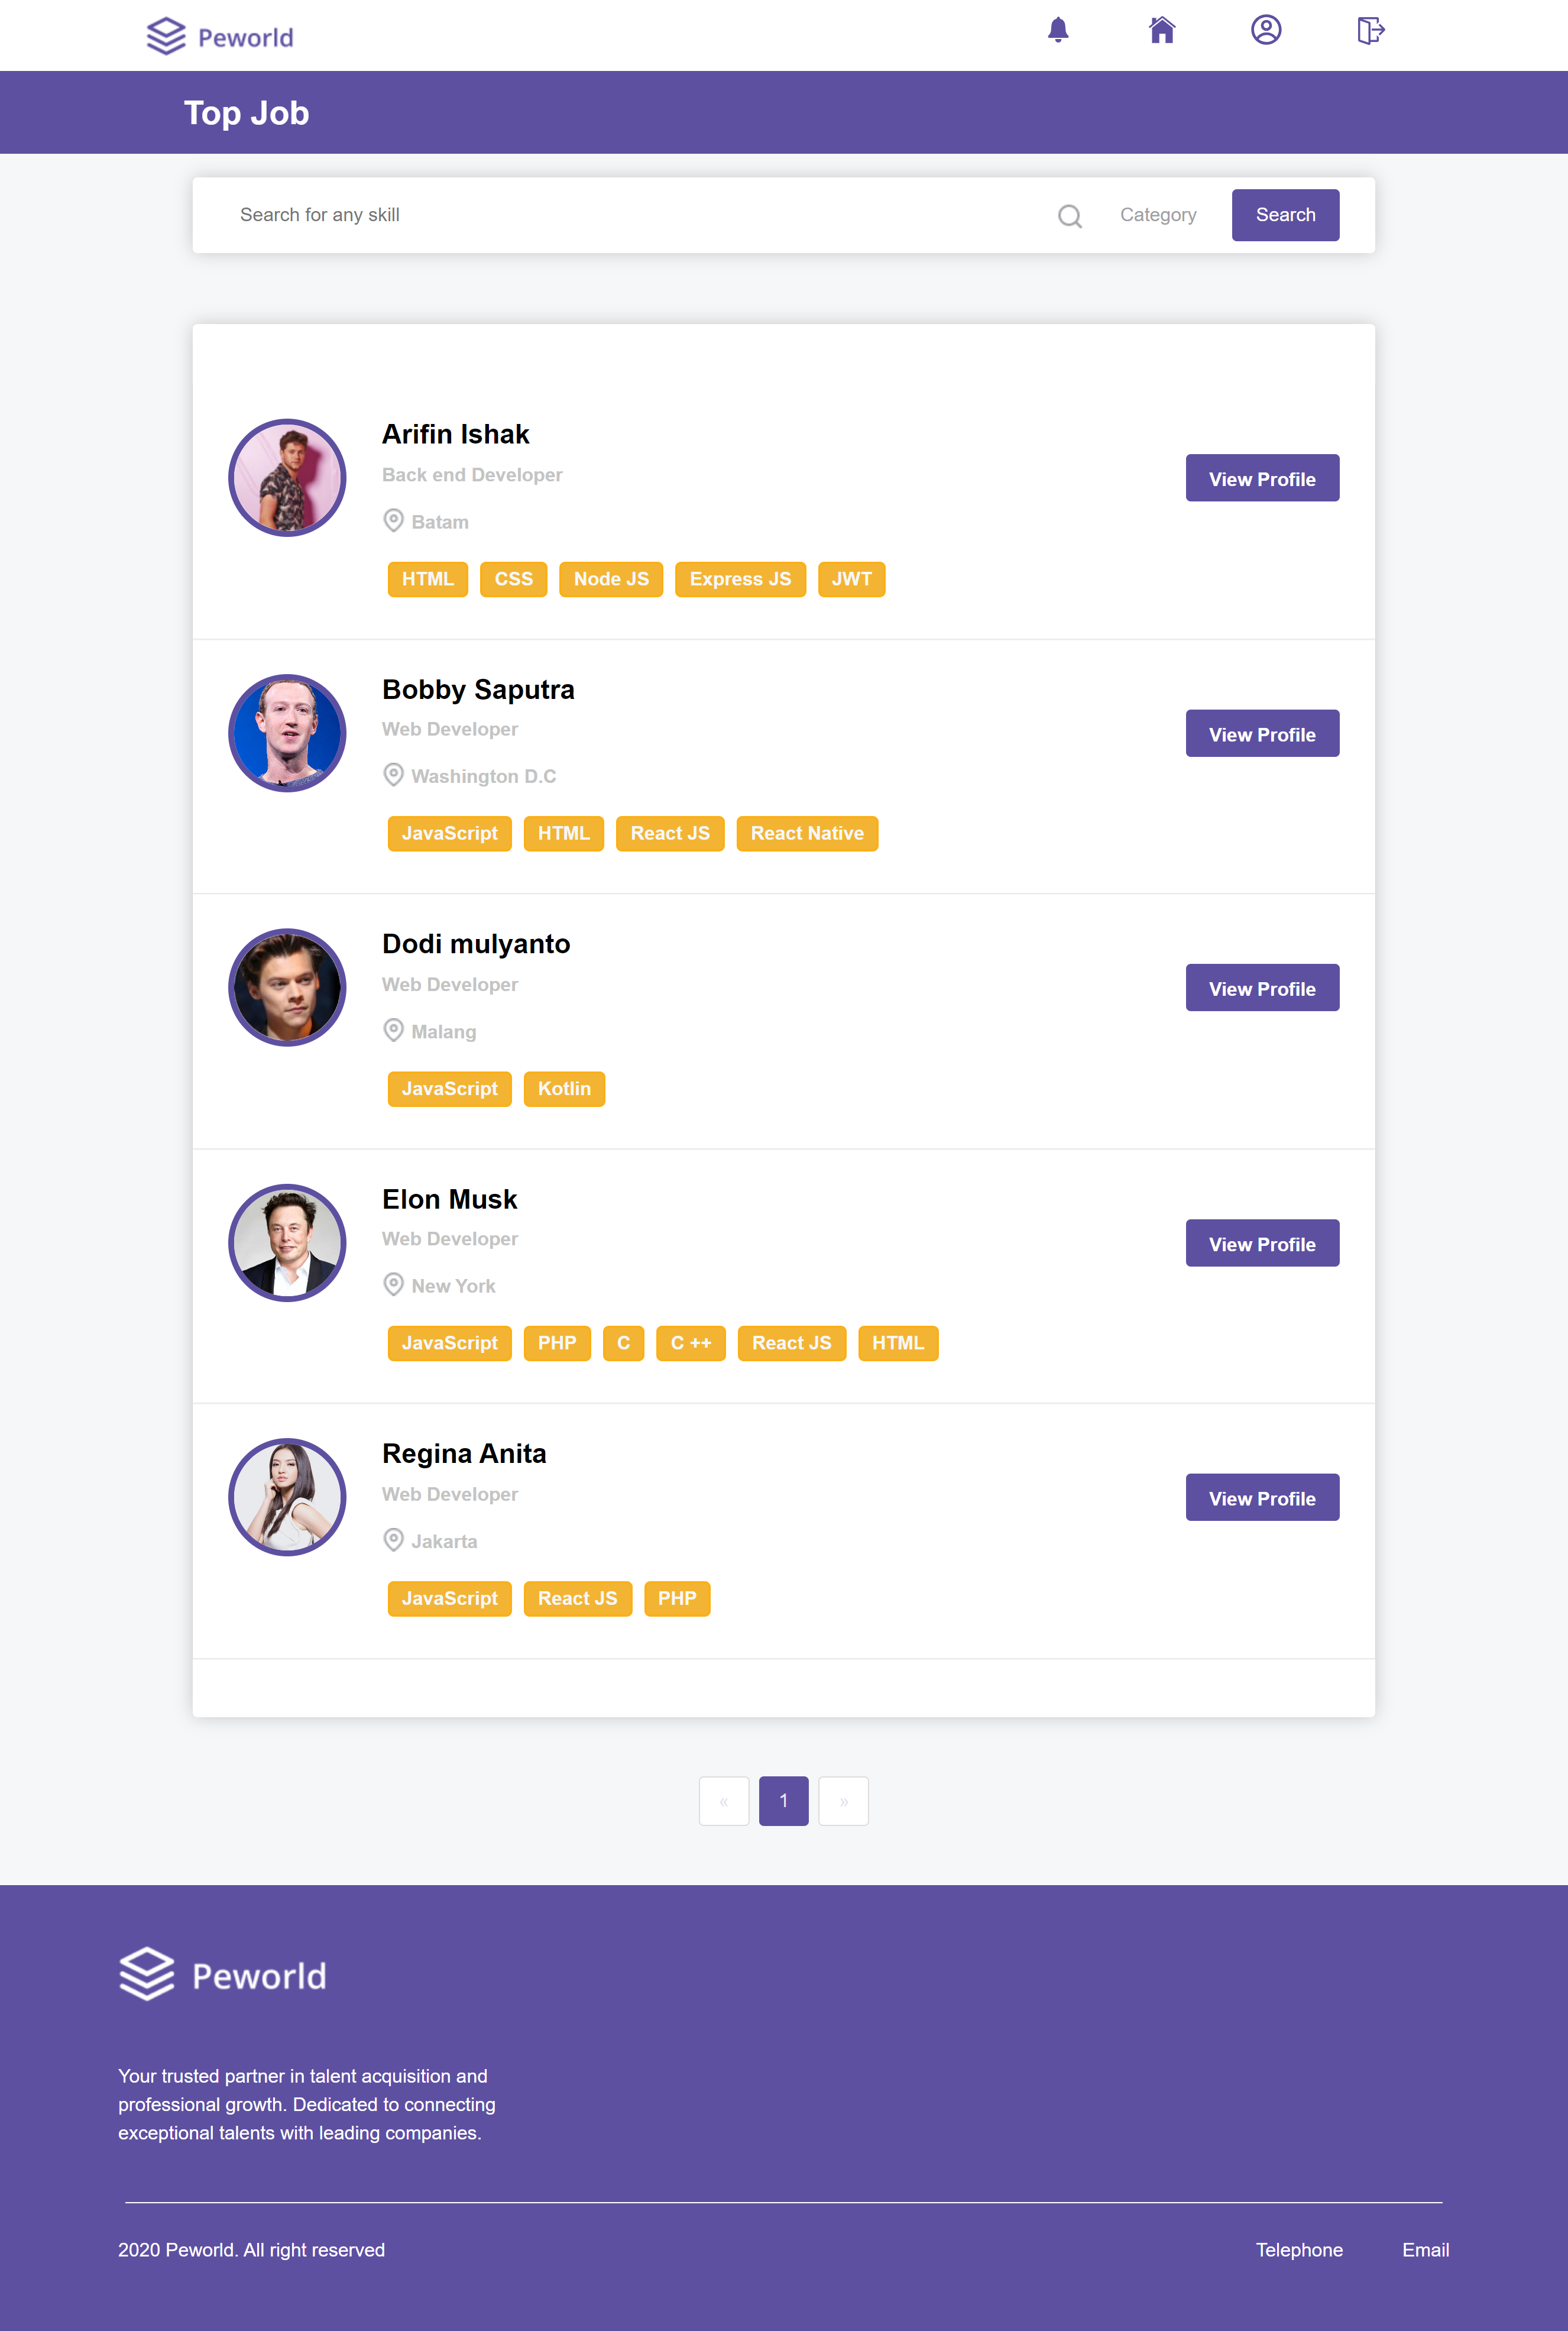 Peworld
Top Job
Search for any skill
Category
Search
Arifin Ishak
Back end Developer
View Profile
Batam
HTML CSS Node JS Express JS JWT
Bobby Saputra
Web Developer
View Profile
Washington D.C
JavaScript HTML React JS React Native
Dodi mulyanto
Web Developer
View Profile
Malang
JavaScript Kotlin
Elon Musk
Web Developer
View Profile
New York
JavaScript PHP C C ++ React JS HTML
Regina Anita
Web Developer
View Profile
Jakarta
JavaScript React JS PHP
« 1 »
Peworld
Your trusted partner in talent acquisition and
professional growth. Dedicated to connecting
exceptional talents with leading companies.
2020 Peworld. All right reserved
Telephone
Email